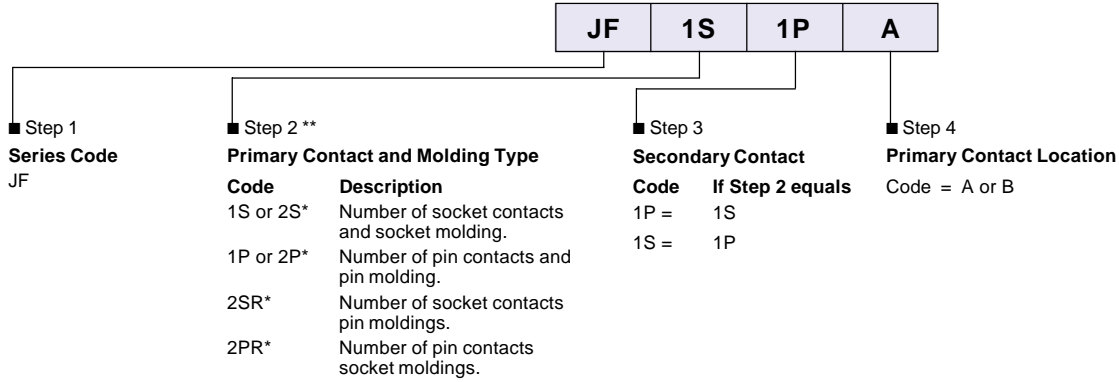 JF 1S 1P A
■ Step 1
Series Code
JF
■ Step 2 **
Primary Contact and Molding Type
Code Description
1S or 2S* Number of socket contacts
and socket molding.
1P or 2P* Number of pin contacts and
pin molding.
2SR* Number of socket contacts
pin moldings.
2PR* Number of pin contacts
socket moldings.
■ Step 3
Secondary Contact
Code If Step 2 equals
1P = 1S
1S = 1P
■ Step 4
Primary Contact Location
Code = A or B